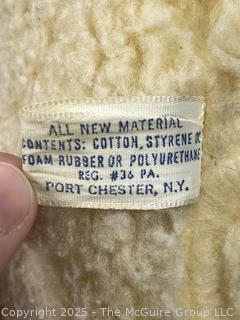 ALL NEW MATERIAL
CONTENTS: COTTON, STYRENE OR
FOAM RUBBER OR POLYURETHANE
REG. #36 PA.
PORT CHESTER, N.Y.
Copyright 2025 - The McGuire Group LLC